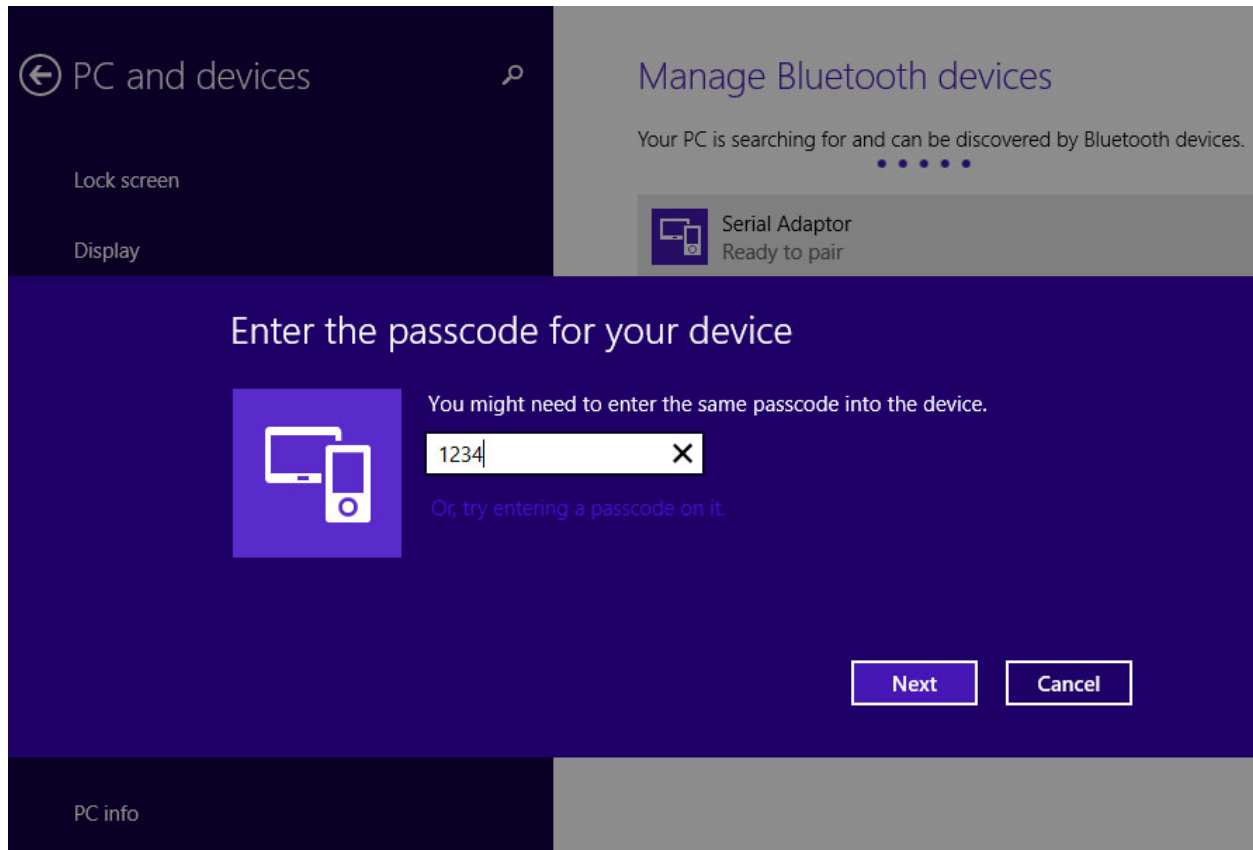 PC and devices
Manage Bluetooth devices
Your PC is searching for and can be discovered by Bluetooth devices.
Lock screen
Serial Adaptor
Ready to pair
Display
Enter the passcode for your device
You might need to enter the same passcode into the device.
1234
Or, try entering a passcode on it.
Next
Cancel
PC info